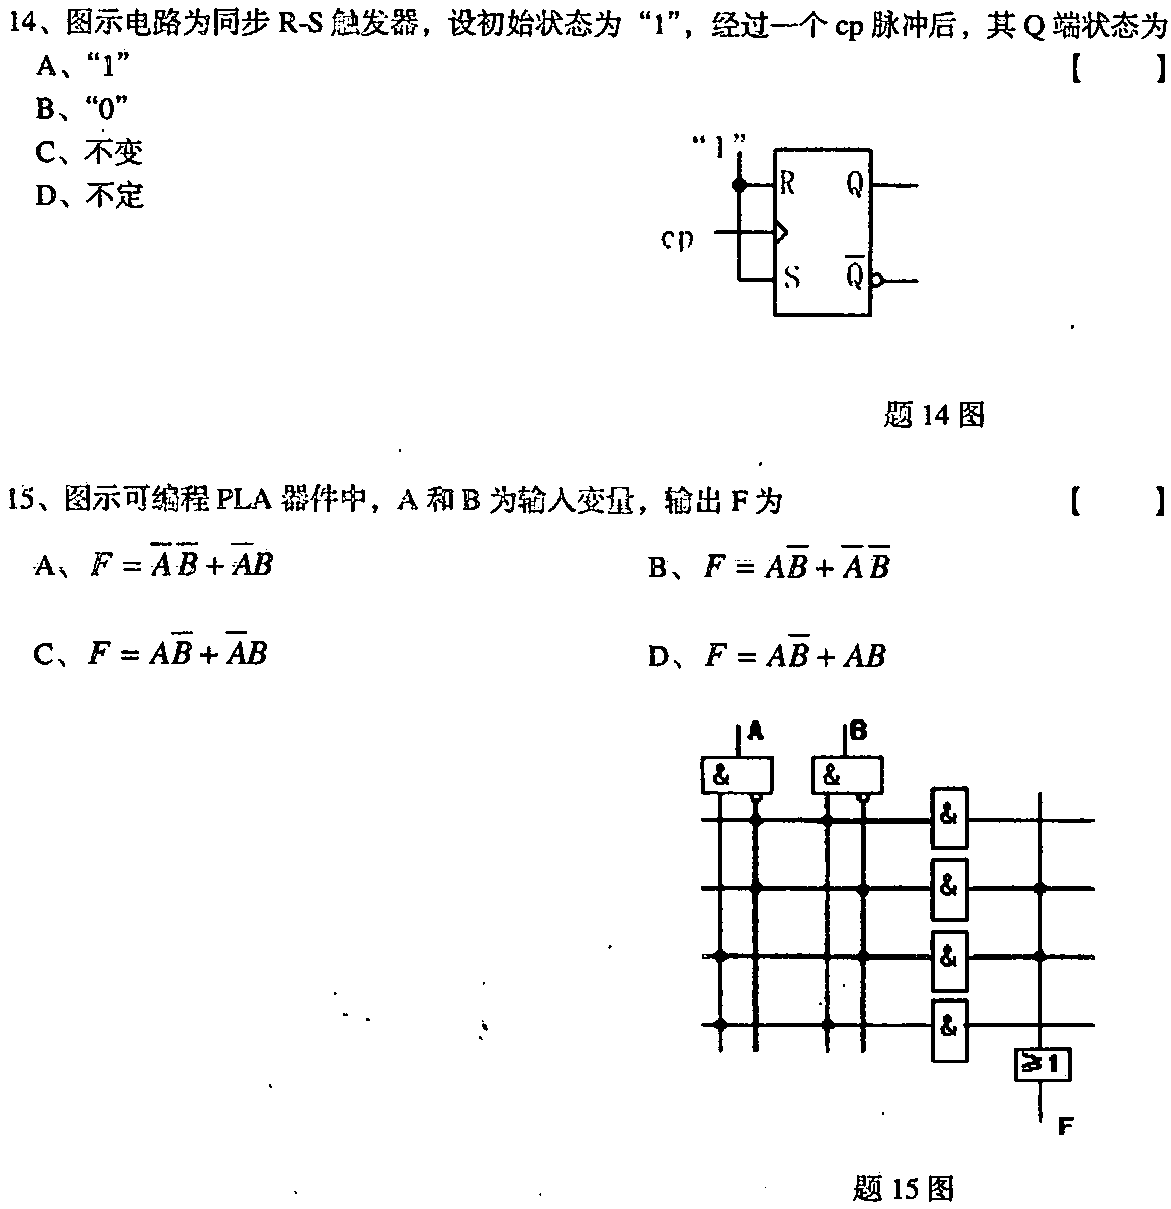 14、图示电路为同步 R-S 触发器，设初始状态为“1”，经过一个 cp 脉冲后，其 Q 端状态为
A、“1” 【 】
B、“0”
C、不变
D、不定
“1”
R Q
cp
S Q̅
题 14 图
15、图示可编程 PLA 器件中，A 和 B 为输入变量，输出 F 为 【 】
A、F = A̅ B̅ + A̅B B、F = AB̅ + A̅ B̅
C、F = AB̅ + A̅B D、F = AB̅ + AB
A B
& &
&
&
&
&
≥1
F
题 15 图